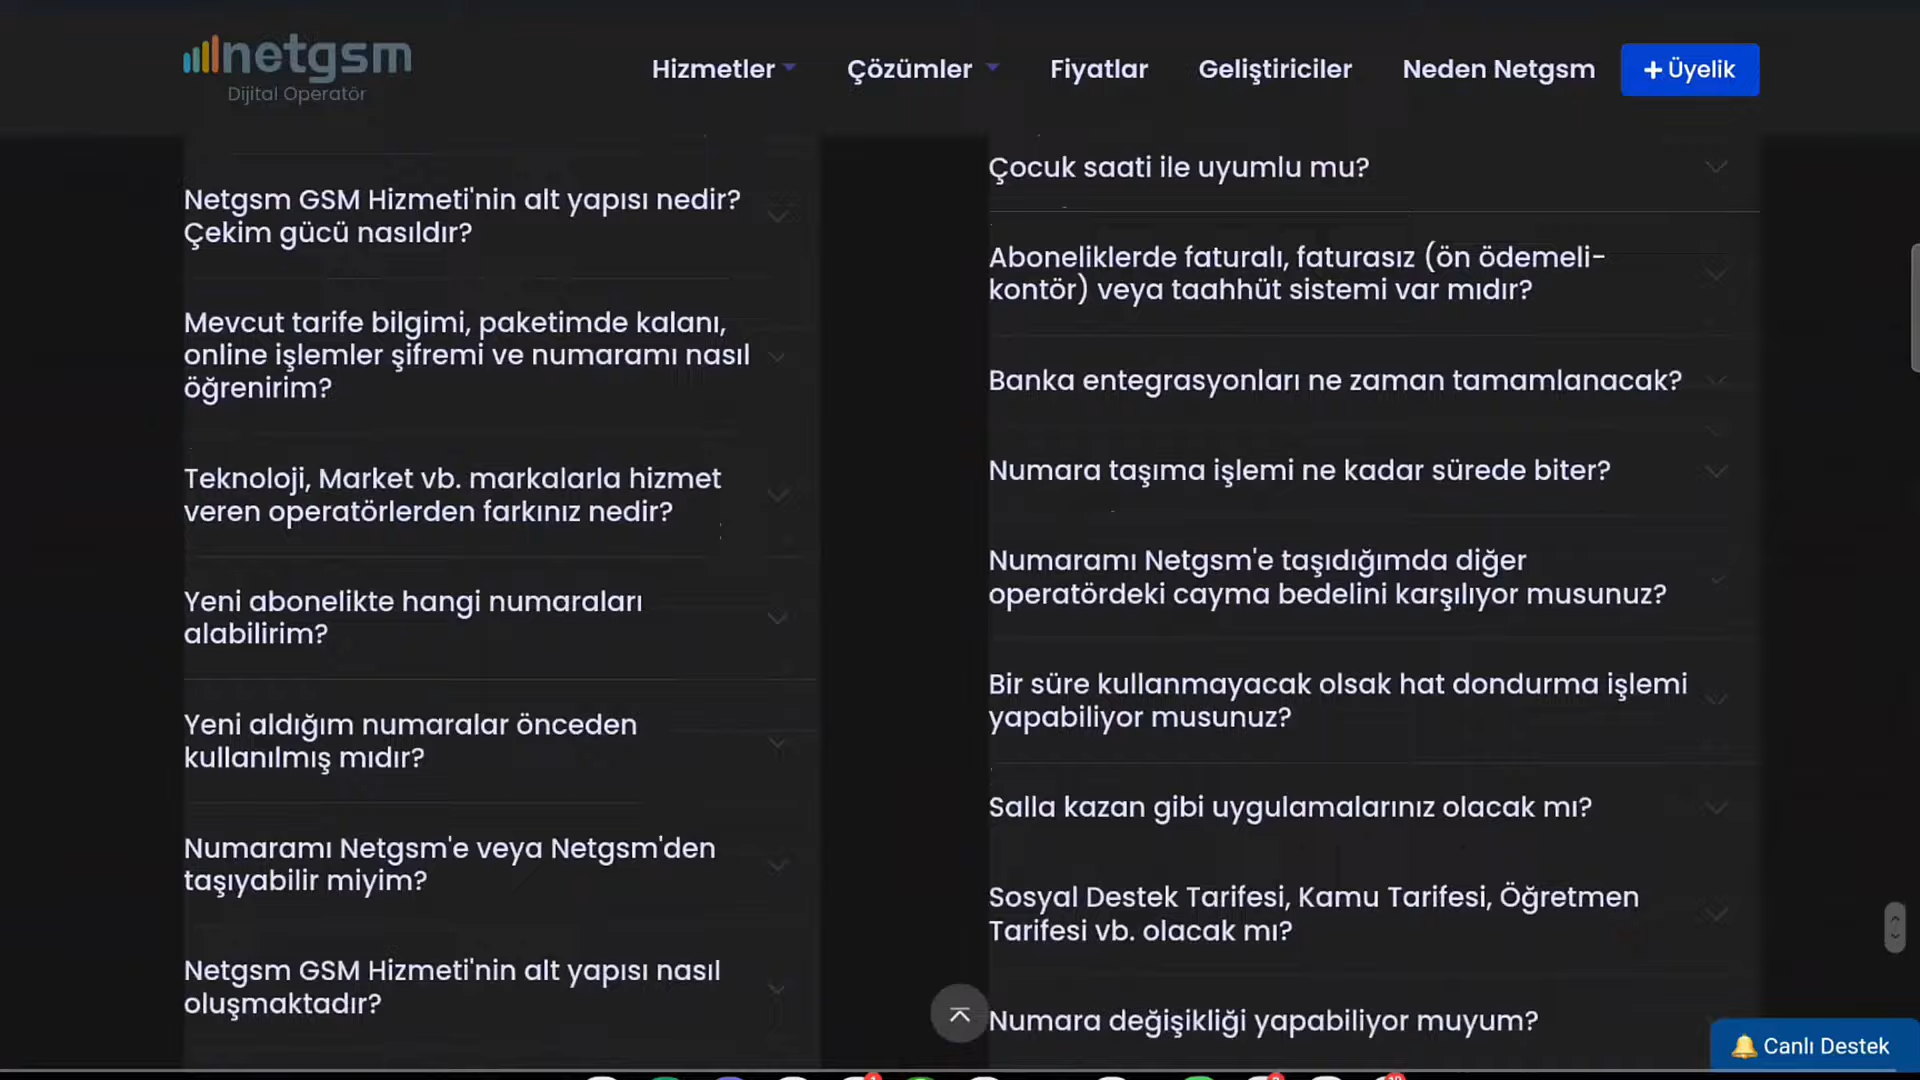 netgsm
Dijital Operatör
Hizmetler
Çözümler
Fiyatlar
Geliştiriciler
Neden Netgsm
+ Üyelik
Netgsm GSM Hizmeti'nin alt yapısı nedir?
Çekim gücü nasıldır?
Mevcut tarife bilgimi, paketimde kalanı,
online işlemler şifremi ve numaramı nasıl
öğrenirim?
Teknoloji, Market vb. markalarla hizmet
veren operatörlerden farkınız nedir?
Yeni abonelikte hangi numaraları
alabilirim?
Yeni aldığım numaralar önceden
kullanılmış mıdır?
Numaramı Netgsm'e veya Netgsm'den
taşıyabilir miyim?
Netgsm GSM Hizmeti'nin alt yapısı nasıl
oluşmaktadır?
Çocuk saati ile uyumlu mu?
Aboneliklerde faturalı, faturasız (ön ödemeli-
kontör) veya taahhüt sistemi var mıdır?
Banka entegrasyonları ne zaman tamamlanacak?
Numara taşıma işlemi ne kadar sürede biter?
Numaramı Netgsm'e taşıdığımda diğer
operatördeki cayma bedelini karşılıyor musunuz?
Bir süre kullanmayacak olsak hat dondurma işlemi
yapabiliyor musunuz?
Salla kazan gibi uygulamalarınız olacak mı?
Sosyal Destek Tarifesi, Kamu Tarifesi, Öğretmen
Tarifesi vb. olacak mı?
Numara değişikliği yapabiliyor muyum?
Canlı Destek